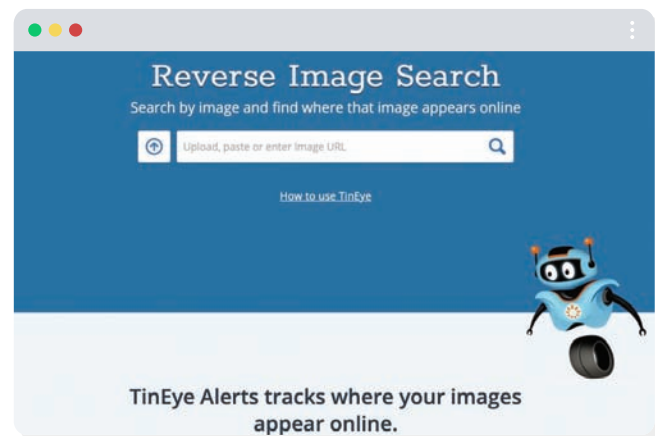 Reverse Image Search
Search by image and find where that image appears online
Upload, paste or enter Image URL
How to use TinEye
TinEye Alerts tracks where your images
appear online.